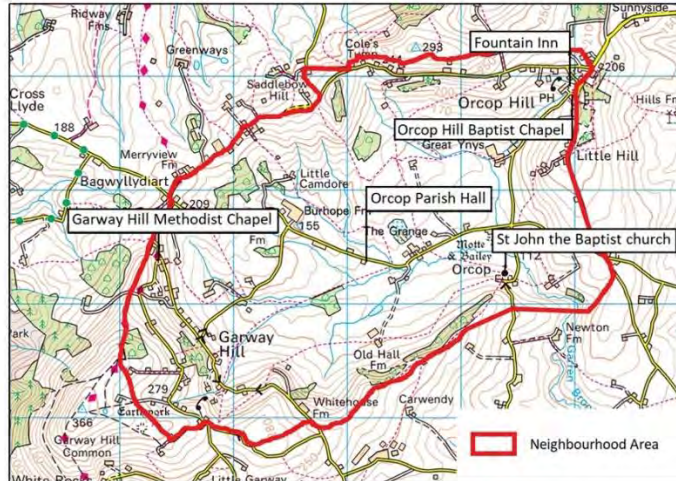 Sunnyside
Ridway
Fms
Greenways
Cole's
293
Fountain Inn
Saddlebow
Hill
206
Cross
Llyde
188
Orcop Hill
PH
Hills Fm
Merryview
Fm
Orcop Hill Baptist Chapel
Great Ynys
Little Hill
Bagwyllydiart
Little
Camdore
209
Orcop Parish Hall
Garway Hill Methodist Chapel
Burhope Fm
155
Fm
The Grange
Motte
& Bailey
St John the Baptist church
Orcop
112
Park
Garway
Hill
Newton
Fm
Old Hall
Fm
Garren
279
Whitehouse
Fm
Carwendy
Earthwork
366
Garway Hill
Common
Neighbourhood Area
Little Garway